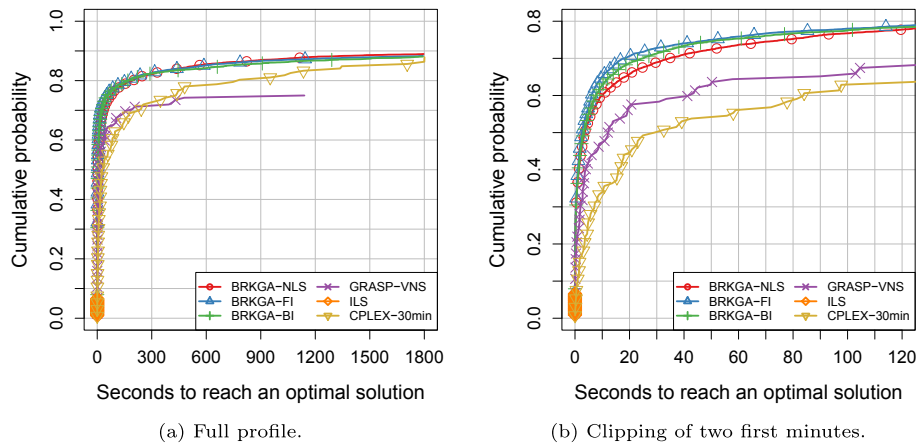 Cumulative probability
1.0
0.8
0.6
0.4
0.2
0.0
0 300 600 900 1200 1500 1800
BRKGA−NLS GRASP−VNS
BRKGA−FI ILS
BRKGA−BI CPLEX−30min
Seconds to reach an optimal solution
(a) Full profile.
Cumulative probability
0.8
0.6
0.4
0.2
0.0
0 20 40 60 80 100 120
BRKGA−NLS GRASP−VNS
BRKGA−FI ILS
BRKGA−BI CPLEX−30min
Seconds to reach an optimal solution
(b) Clipping of two first minutes.